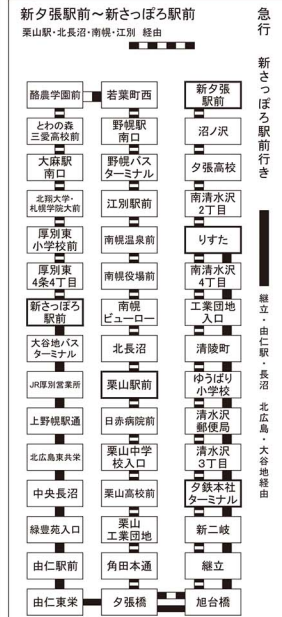 新夕張駅前～新さっぽろ駅前
栗山駅・北長沼・南幌・江別 経由
急行 新さっぽろ駅前行き
継立・由仁駅・長沼 北広島・大谷地経由
新夕張
駅前
沼ノ沢
夕張高校
南清水沢
2丁目
りすた
南清水沢
4丁目
工業団地
入口
清陵町
ゆうばり
小学校
清水沢
郵便局
清水沢
3丁目
夕鉄本社
ターミナル
新二岐
継立
旭台橋
若葉町西
野幌駅
南口
野幌バス
ターミナル
江別駅前
南幌温泉前
南幌役場前
南幌
ビューロー
北長沼
栗山駅前
日赤病院前
栗山中学
校入口
栗山高校前
栗山
工業団地
角田本通
夕張橋
酪農学園前
とわの森
三愛高校前
大麻駅
南口
北翔大学・
札幌学院大前
厚別東
小学校前
厚別東
4条4丁目
新さっぽろ
駅前
大谷地バス
ターミナル
JR厚別営業所
上野幌駅通
北広島東共栄
中央長沼
緑豊苑入口
由仁駅前
由仁東栄